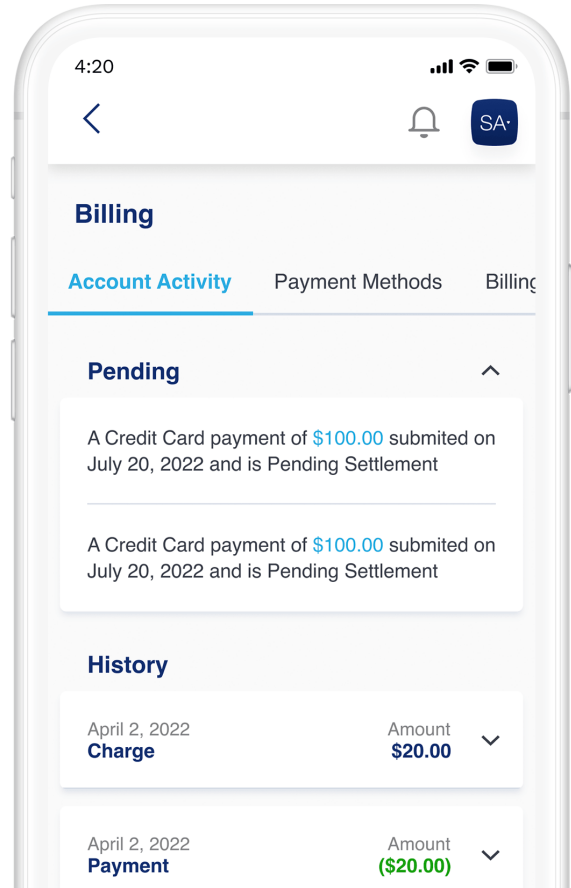 4:20
SA
Billing
Account Activity Payment Methods Billing
Pending
A Credit Card payment of $100.00 submited on
July 20, 2022 and is Pending Settlement
A Credit Card payment of $100.00 submited on
July 20, 2022 and is Pending Settlement
History
April 2, 2022 Amount
Charge $20.00
April 2, 2022 Amount
Payment ($20.00)